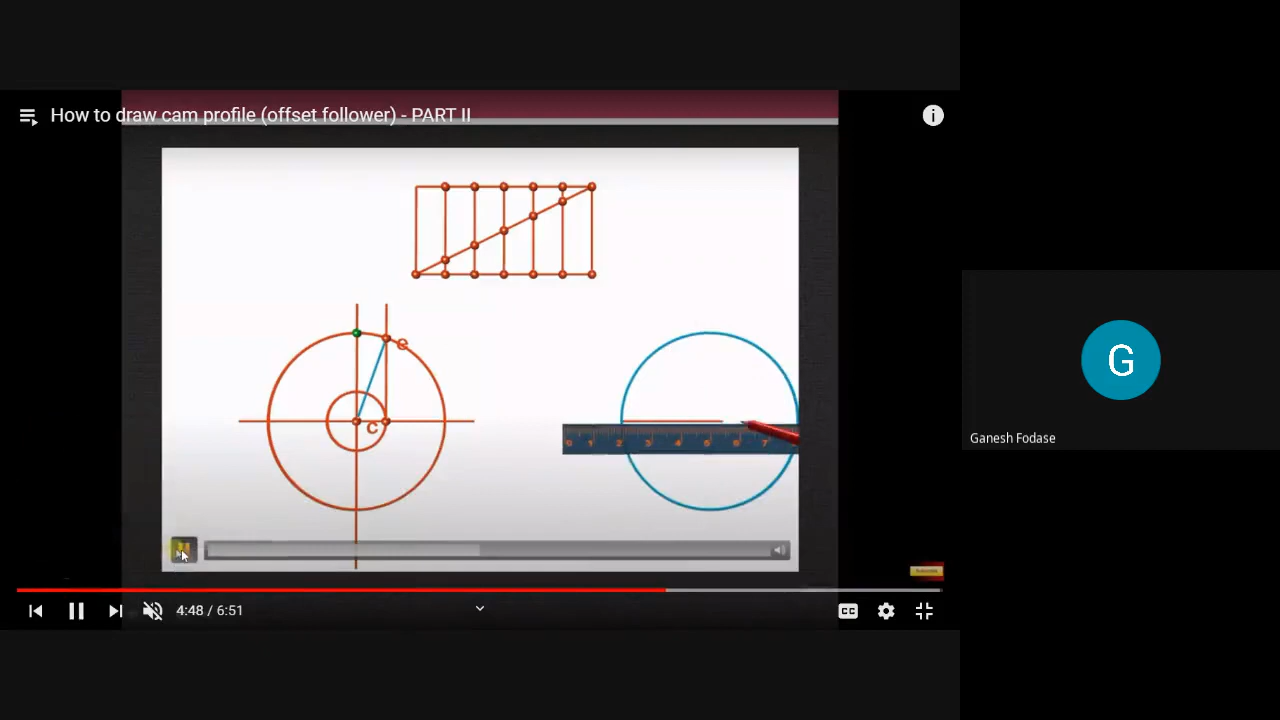 How to draw cam profile (offset follower) - PART II
i
e
C
0 1 2 3 4 5 6 7
G
Ganesh Fodase
4:48 / 6:51
CC